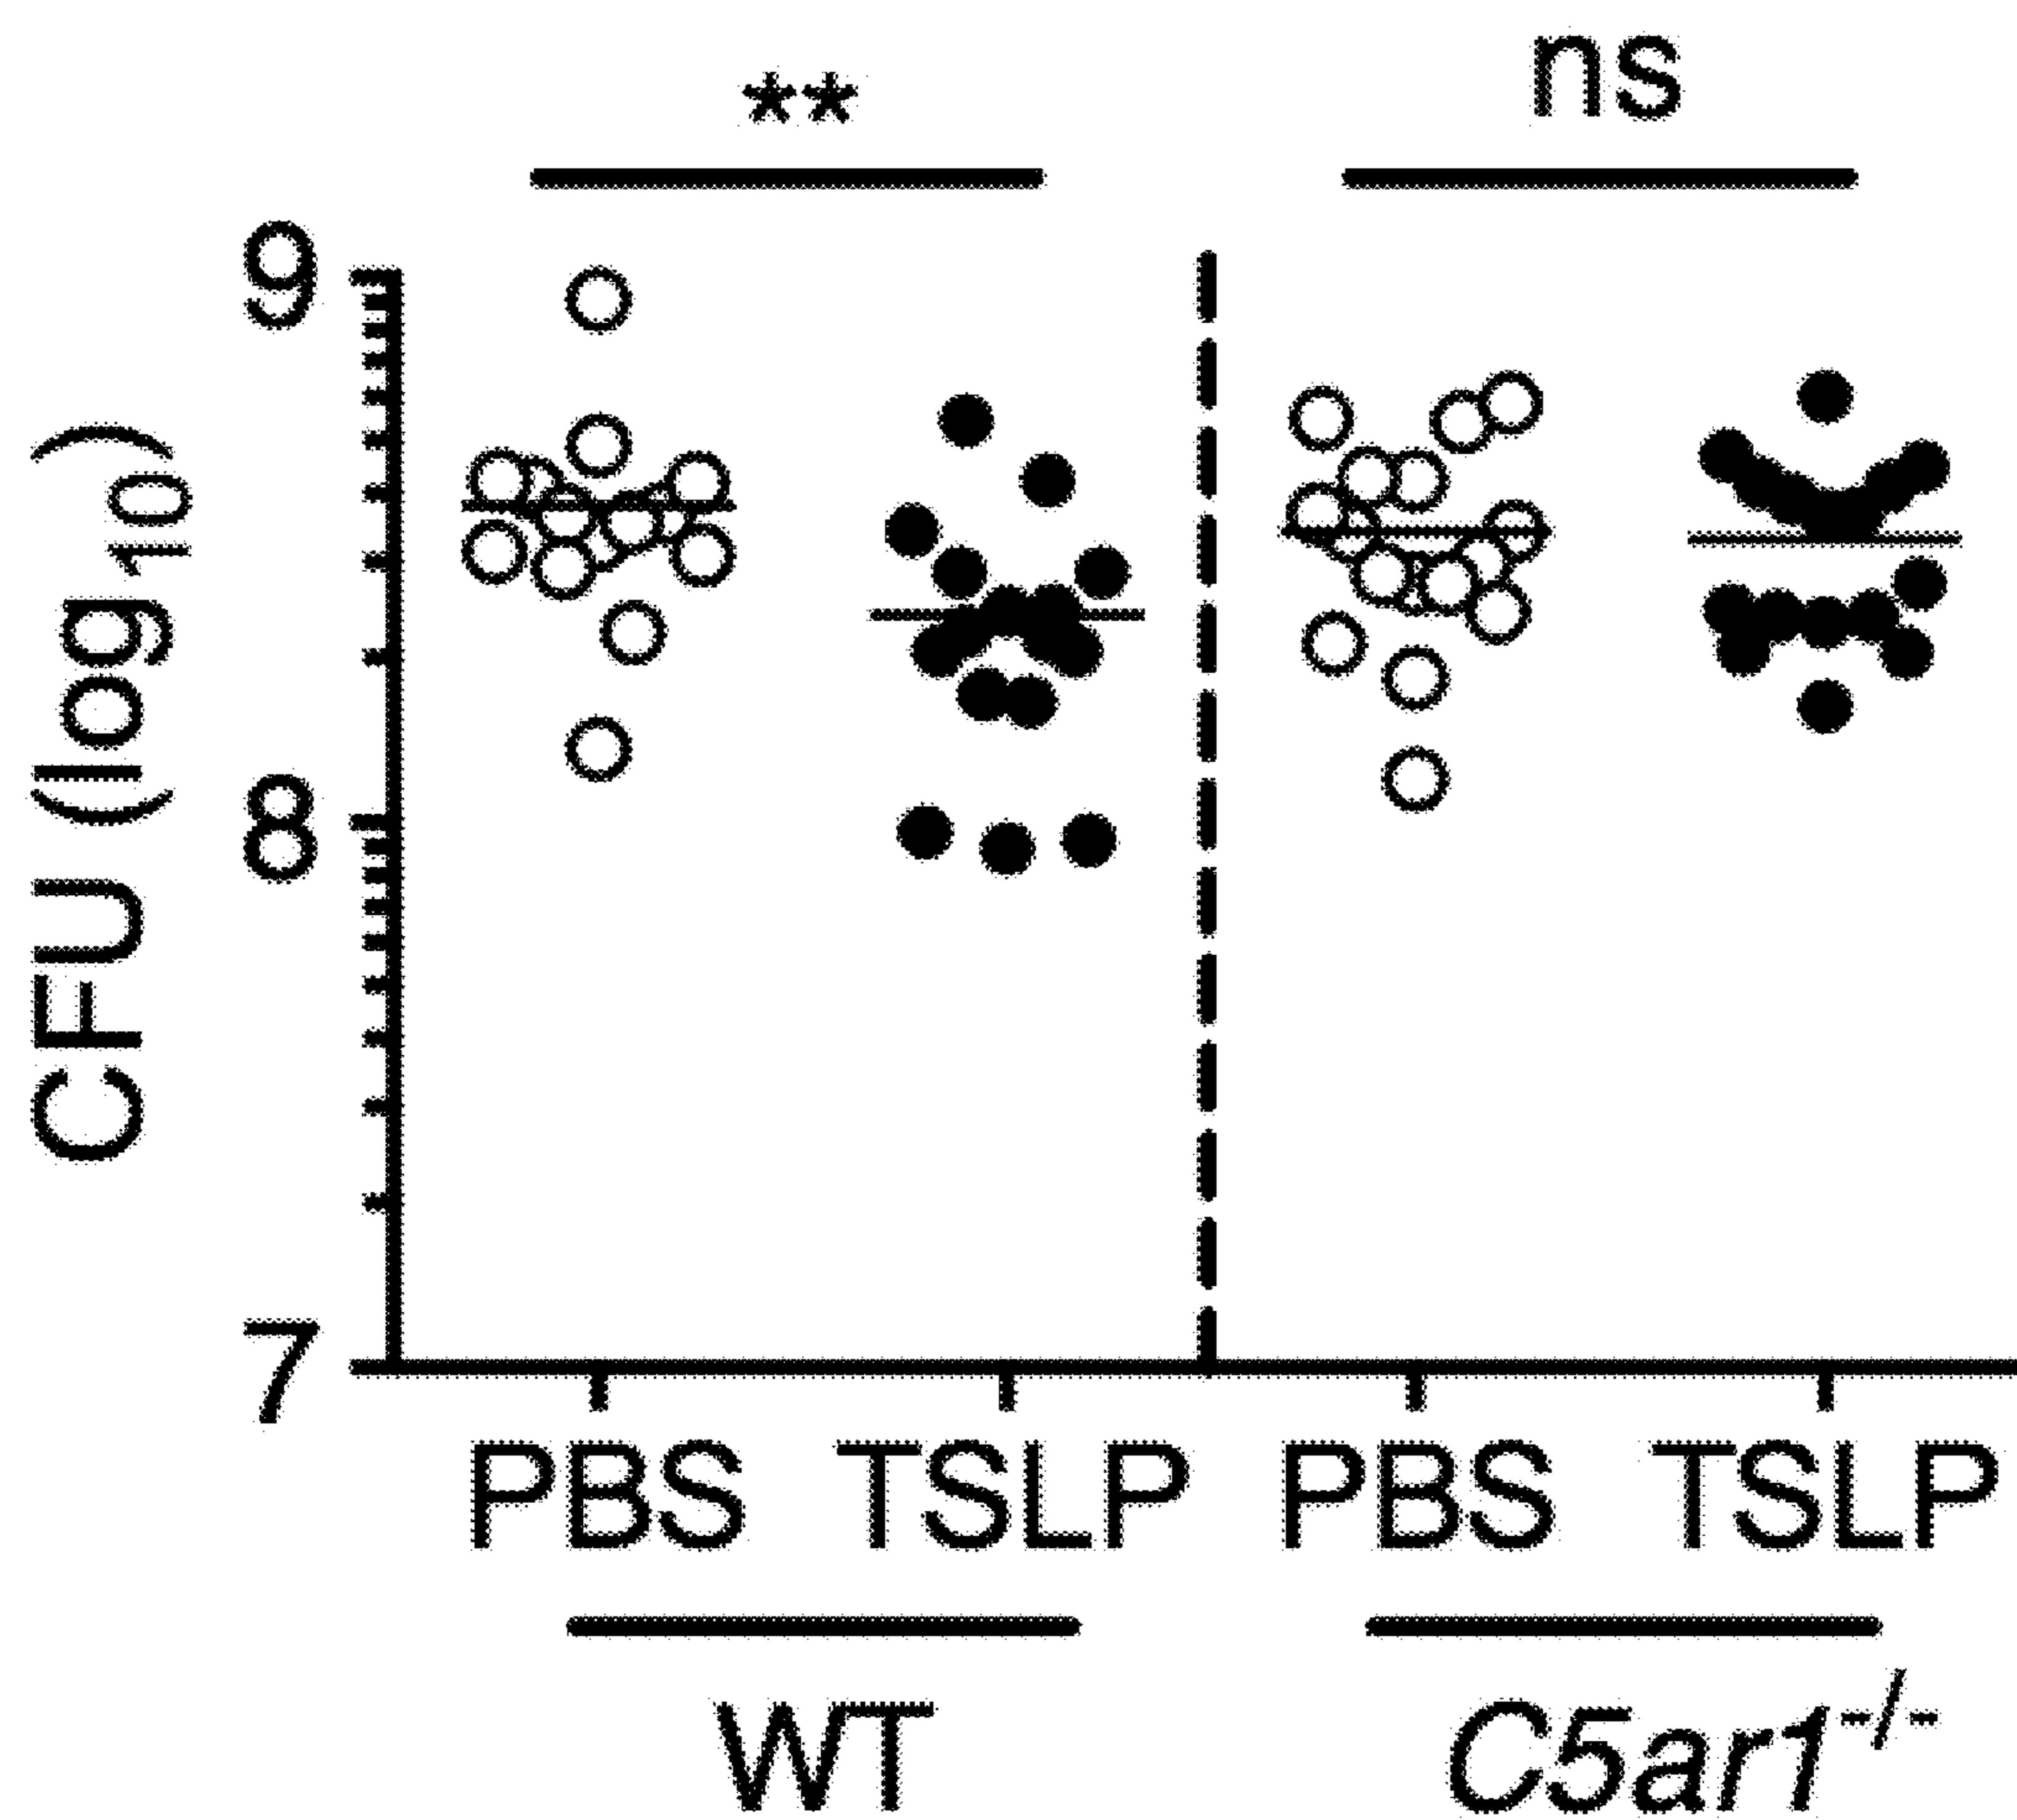 ** ns
CFU (log10)
9
8
7
PBS TSLP PBS TSLP
WT C5ar1-/-